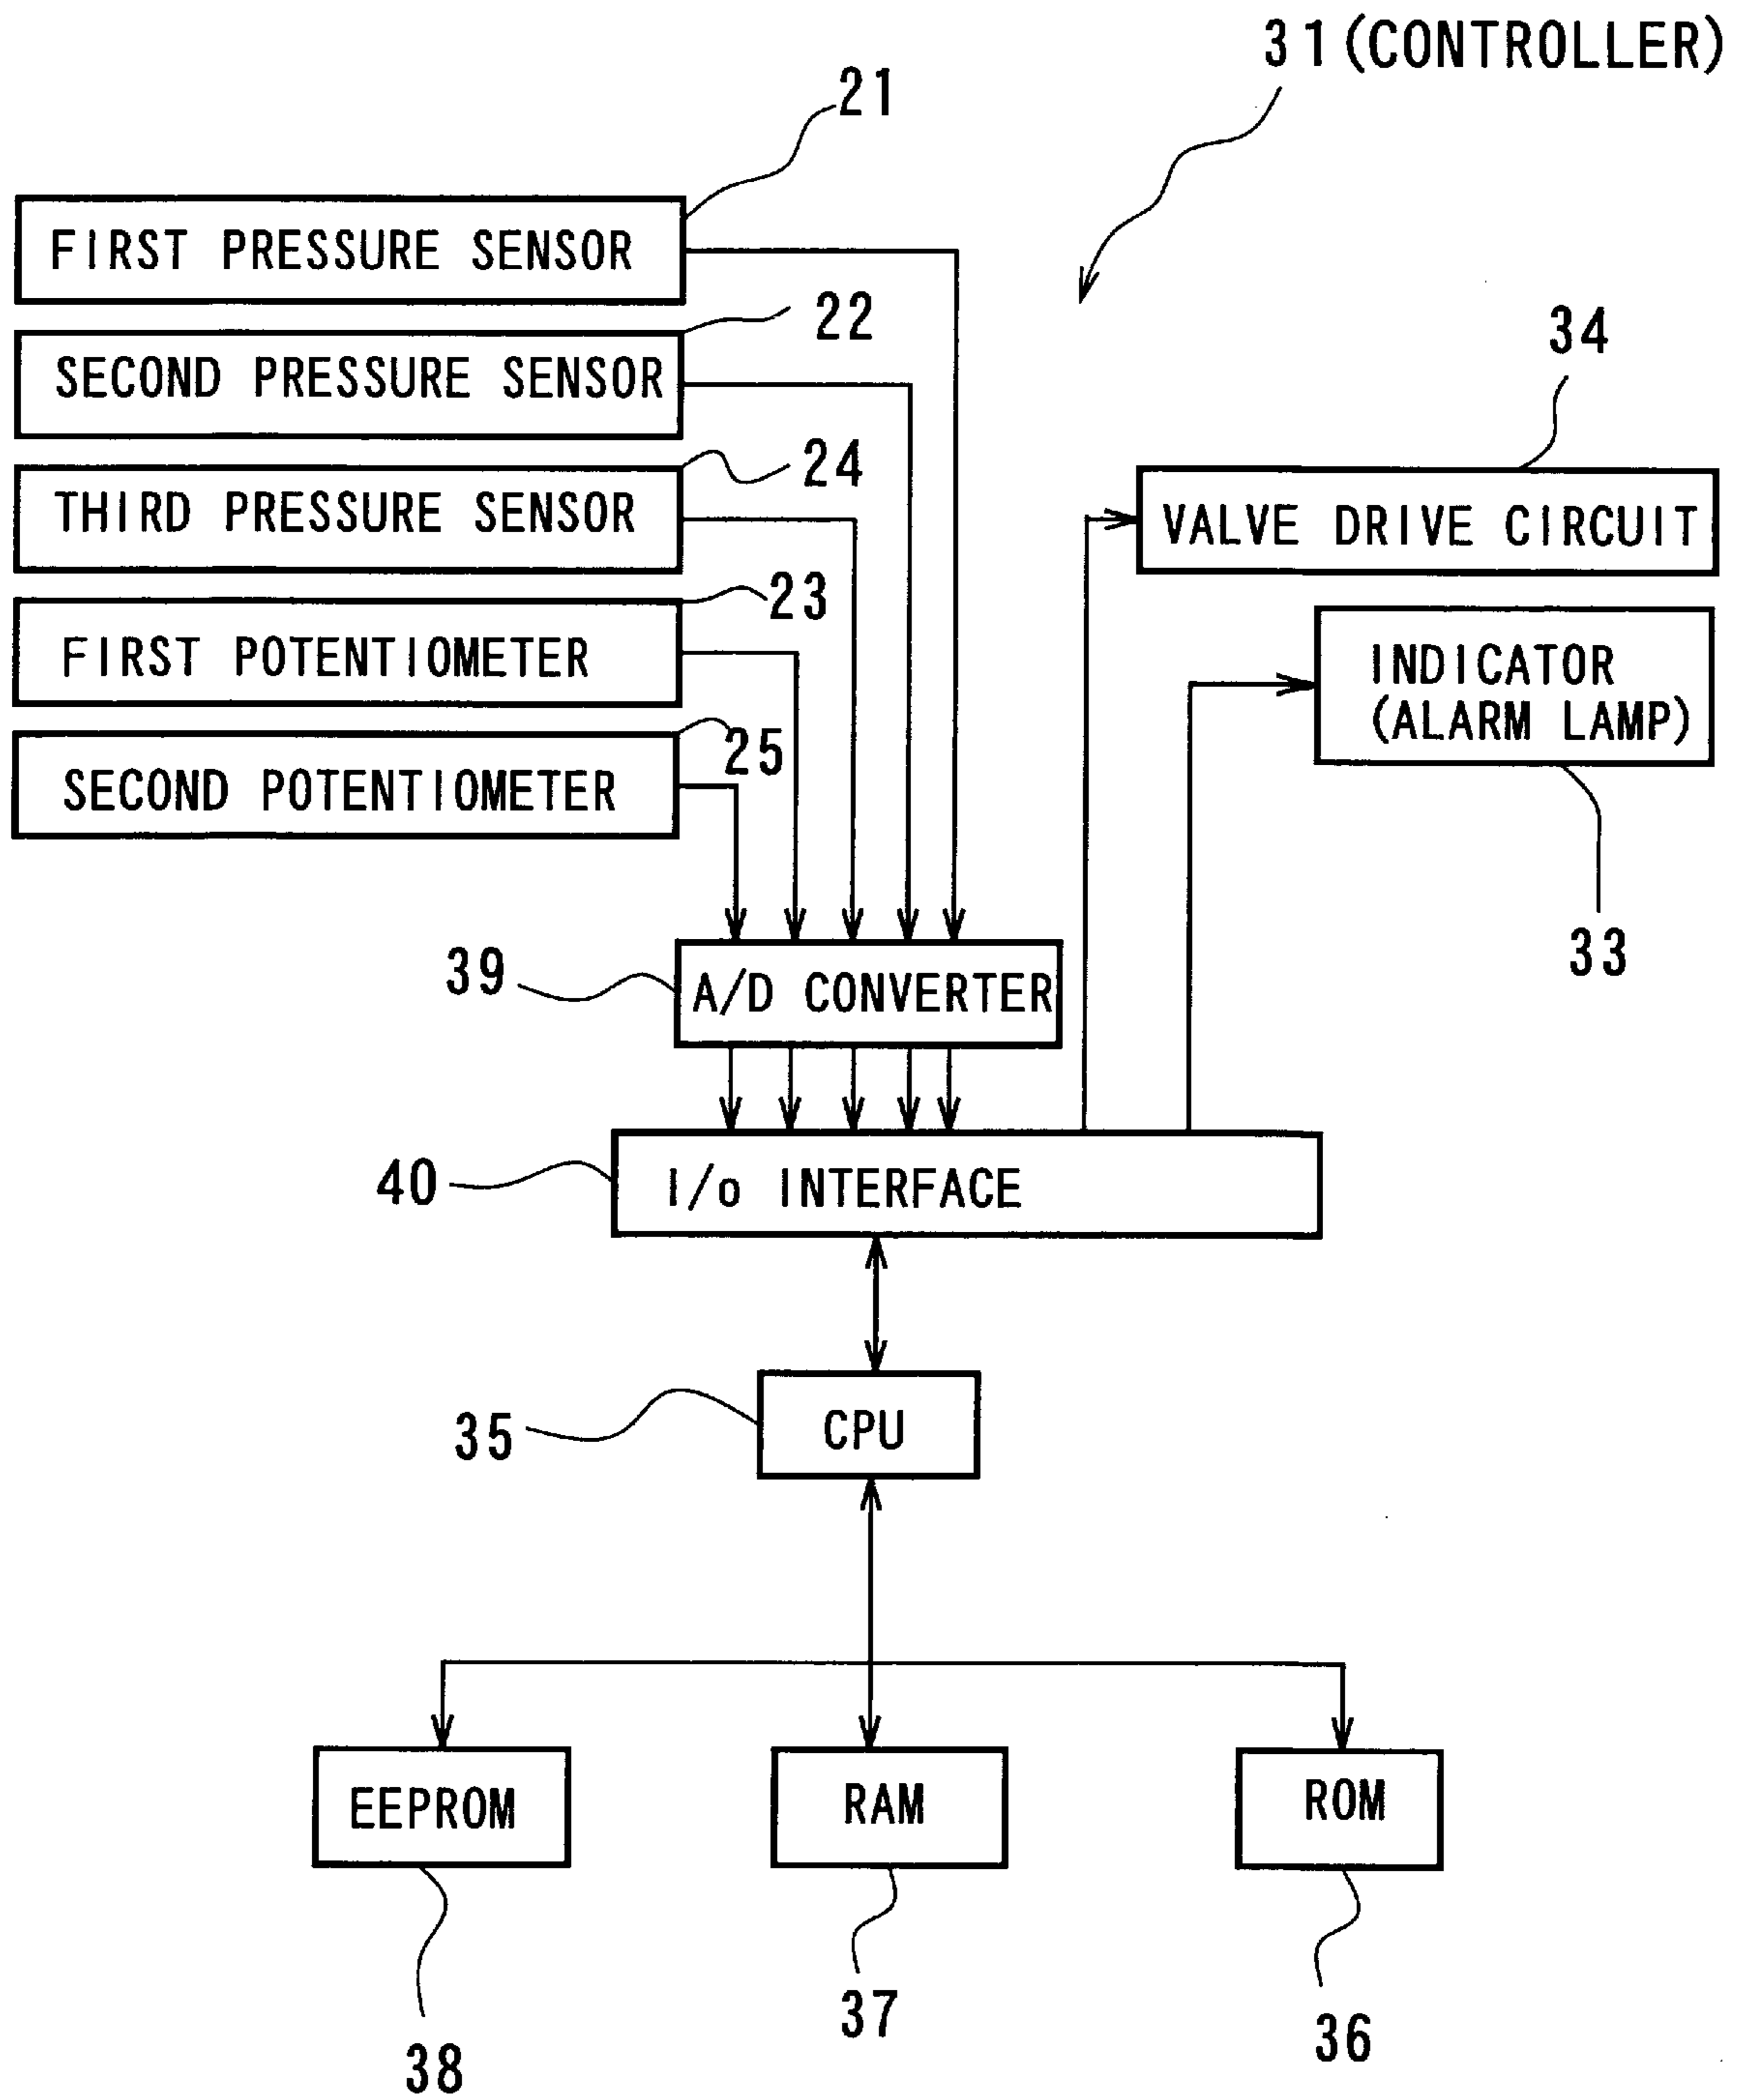 31(CONTROLLER)
21
FIRST PRESSURE SENSOR
22
SECOND PRESSURE SENSOR
34
24
THIRD PRESSURE SENSOR
VALVE DRIVE CIRCUIT
23
FIRST POTENTIOMETER
INDICATOR
(ALARM LAMP)
25
SECOND POTENTIOMETER
33
39
A/D CONVERTER
40
I/o INTERFACE
35
CPU
EEPROM
RAM
ROM
37
36
38